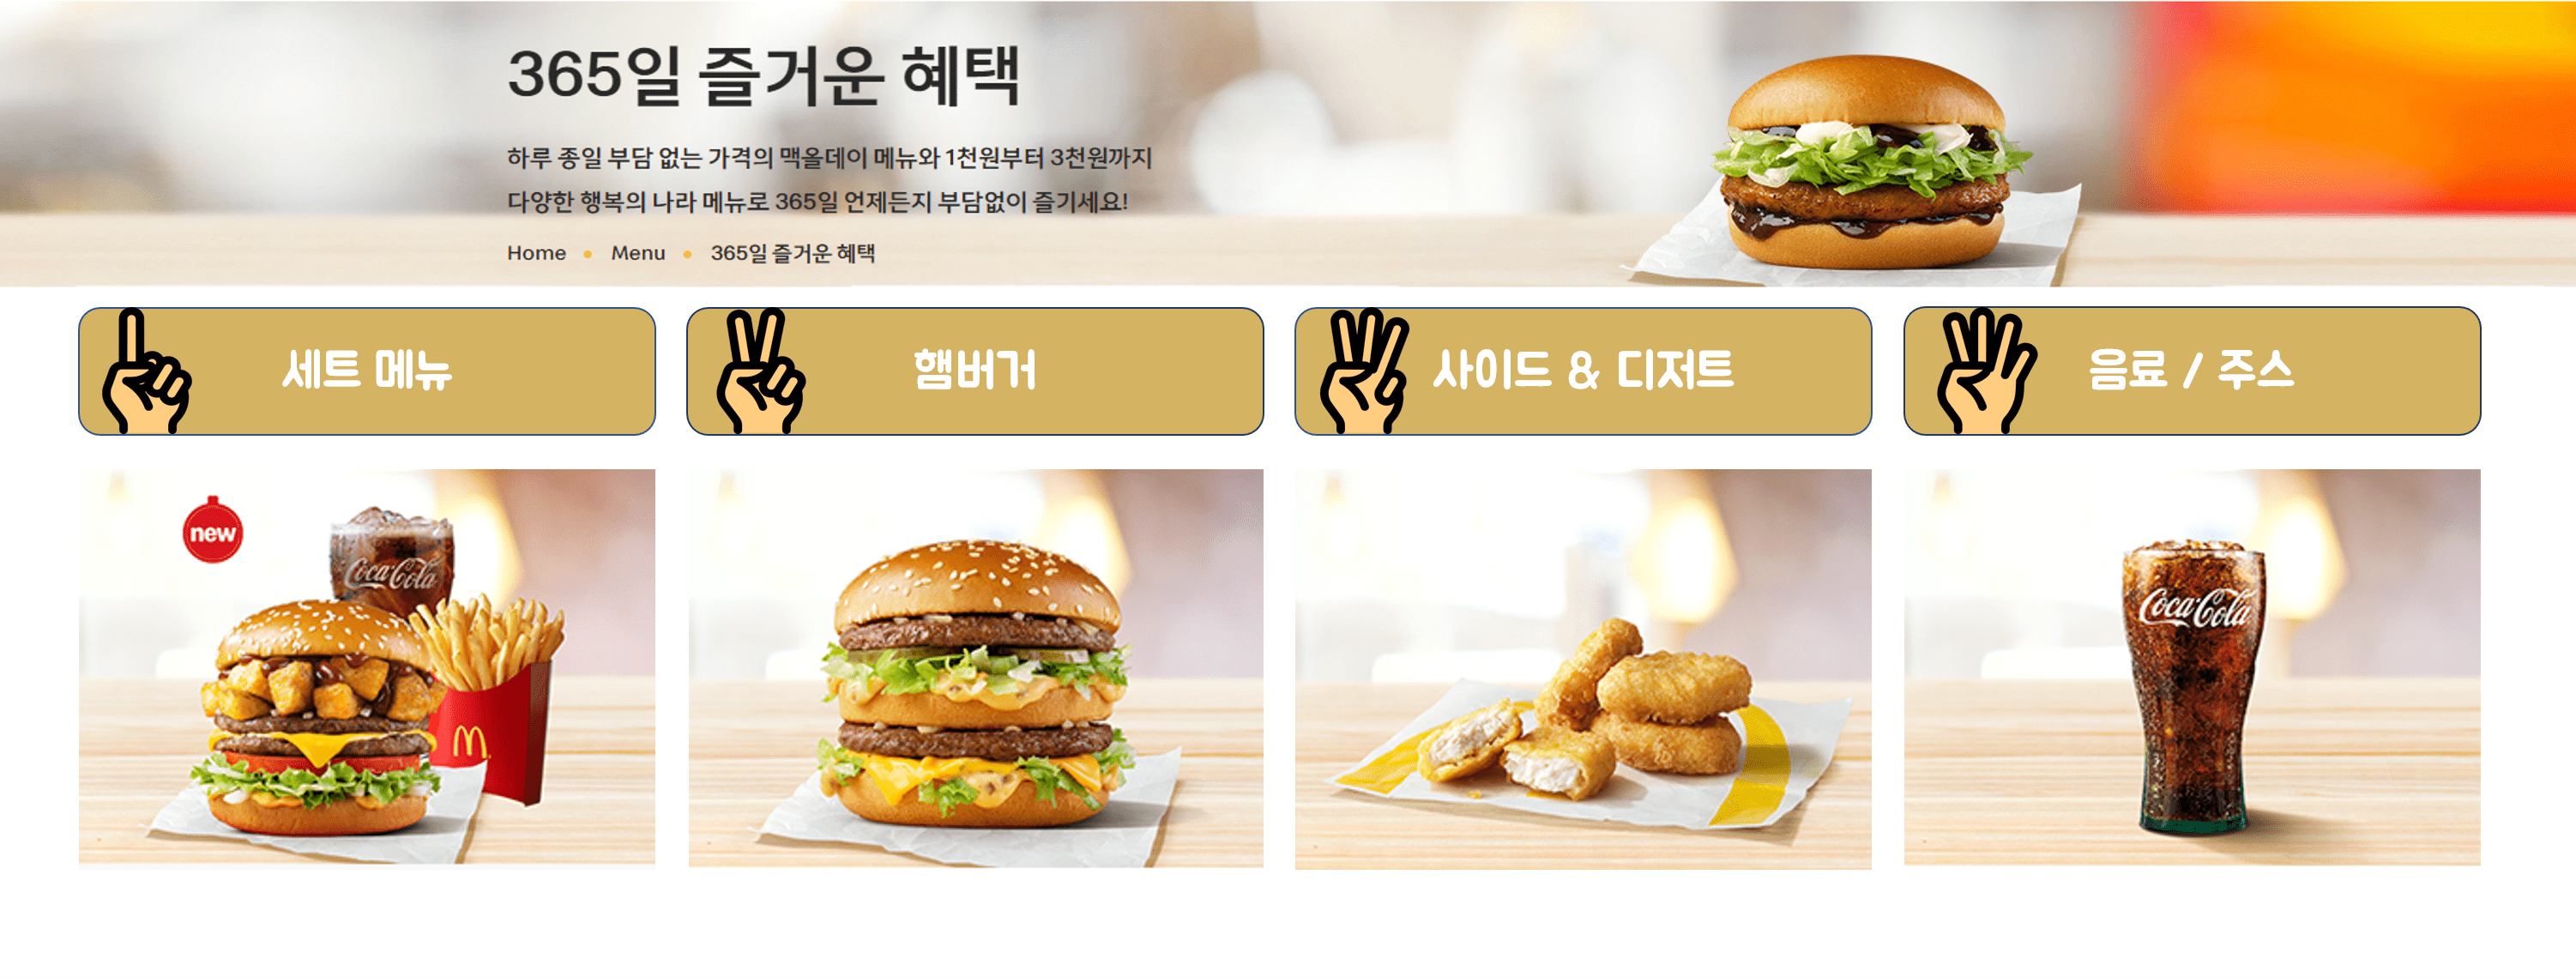 365일 즐거운 혜택
하루 종일 부담 없는 가격의 맥올데이 메뉴와 1천원부터 3천원까지
다양한 행복의 나라 메뉴로 365일 언제든지 부담없이 즐기세요!
Home • Menu • 365일 즐거운 혜택
세트 메뉴
햄버거
사이드 & 디저트
음료 / 주스
new
Coca-Cola
Coca-Cola